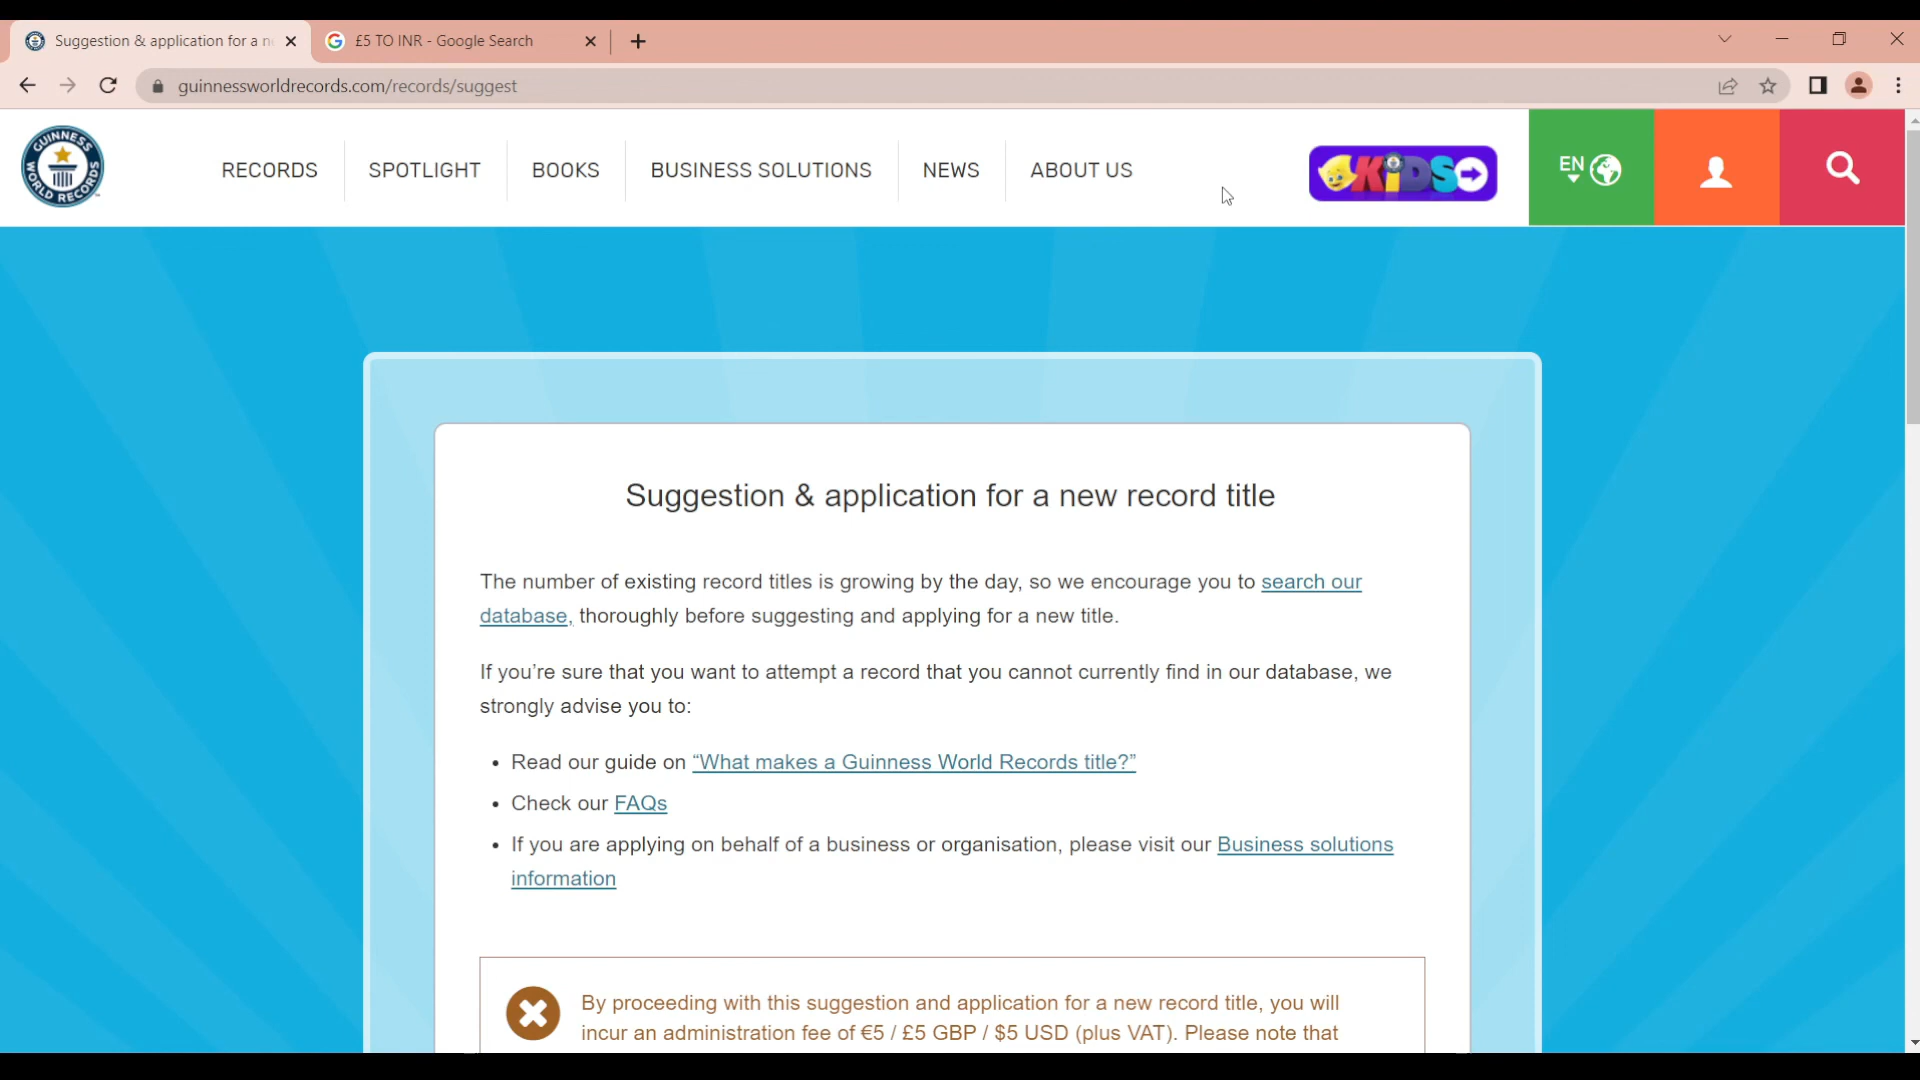 Suggestion & application for a n
£5 TO INR - Google Search
guinnessworldrecords.com/records/suggest
GUINNESS
WORLD RECORDS
RECORDS
SPOTLIGHT
BOOKS
BUSINESS SOLUTIONS
NEWS
ABOUT US
KIDS
EN
Suggestion & application for a new record title
The number of existing record titles is growing by the day, so we encourage you to search our
database, thoroughly before suggesting and applying for a new title.
If you’re sure that you want to attempt a record that you cannot currently find in our database, we
strongly advise you to:
• Read our guide on “What makes a Guinness World Records title?”
• Check our FAQs
• If you are applying on behalf of a business or organisation, please visit our Business solutions
information
By proceeding with this suggestion and application for a new record title, you will
incur an administration fee of €5 / £5 GBP / $5 USD (plus VAT). Please note that